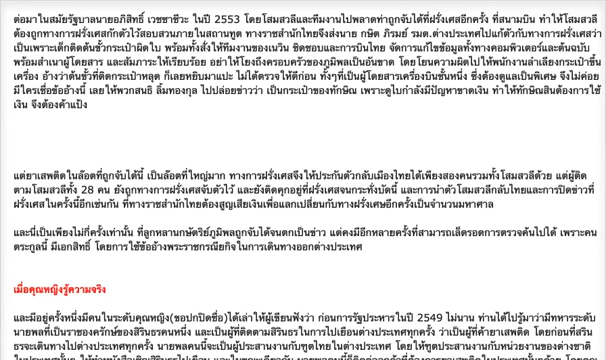 ต่อมาในสมัยรัฐบาลนายอภิสิทธิ์ เวชชาชีวะ ในปี 2553 โดยโสมสวลีและทีมงานไปพลาดท่าถูกจับได้ที่ฝรั่งเศสอีกครั้ง ที่สนามบิน ทำให้โสมสวลี
ต้องถูกทางการฝรั่งเศสกักตัวไว้สอบสวนภายในสถานทูต ทางราชสำนักไทยจึงส่งนาย กษิต ภิรมย์ รมต.ต่างประเทศไปแก้ตัวกับทางการฝรั่งเศสว่า
เป็นเพราะเด็กติดต้นขั้วกระเป๋าผิดใบ พร้อมทั้งสั่งให้ทีมงานของเนวิน ชิดชอบและการบินไทย จัดการแก้ไขข้อมูลทั้งทางคอมพิวเตอร์และต้นฉบับ
พร้อมสำเนาผู้โดยสาร และสัมภาระให้เรียบร้อย อย่าให้โยงถึงครอบครัวของภูมิพลเป็นอันขาด โดยโยนความผิดไปให้พนักงานลำเลียงกระเป๋าขึ้น
เครื่อง อ้างว่าต้นขั้วที่ติดกระเป๋าหลุด ก็เลยหยิบมาแปะ ไม่ได้ตรวจให้ดีก่อน ทั้งๆที่เป็นผู้โดยสารเครื่องบินชั้นหนึ่ง ซึ่งต้องดูแลเป็นพิเศษ จึงไม่ค่อย
มีใครเชื่อข้ออ้างนี้ เลยให้พวกสนธิ ลิ้มทองกุล ไปปล่อยข่าวว่า เป็นกระเป๋าของทักษิณ เพราะดูไบกำลังมีปัญหาขาดเงิน ทำให้ทักษิณสินต้องการใช้
เงิน จึงต้องค้าแป้ง
แต่ยาเสพติดในล๊อตที่ถูกจับได้นี้ เป็นล๊อตที่ใหญ่มาก ทางการฝรั่งเศสจึงให้ประกันตัวกลับเมืองไทยได้เพียงสองคนรวมทั้งโสมสวลีด้วย แต่ผู้ติด
ตามโสมสวลีทั้ง 28 คน ยังถูกทางการฝรั่งเศสจับตัวไว้ และยังติดคุกอยู่ที่ฝรั่งเศสจนกระทั่งบัดนี้ และการนำตัวโสมสวลีกลับไทยและการปิดข่าวที่
ฝรั่งเศสในครั้งนี้อีกเช่นกัน ที่ทางราชสำนักไทยต้องสูญเสียเงินเพื่อแลกเปลี่ยนกับทางฝรั่งเศษอีกครั้งเป็นจำนวนมหาศาล
และนี่เป็นเพียงไม่กี่ครั้งเท่านั้น ที่ลูกหลานกษัตริย์ภูมิพลถูกจับได้จนตกเป็นข่าว แต่คงมีอีกหลายครั้งที่สามารถเล็ดรอดการตรวจค้นไปได้ เพราะคน
ตระกูลนี้ มีเอกสิทธิ์ โดยการใช้ข้ออ้างพระราชกรณียกิจในการเดินทางออกต่างประเทศ
เมื่อคุณหญิงรู้ความจริง
และมีอยู่ครั้งหนึ่งมีคนในระดับคุณหญิง(ขอปกปิดชื่อ)ได้เล่าให้ผู้เขียนฟังว่า ก่อนการรัฐประหารในปี 2549 ไม่นาน ท่านได้ไปรู้มาว่ามีทหารระดับ
นายพลที่เป็นราชองครักษ์ของสิรินธรคนหนึ่ง และเป็นผู้ที่ติดตามสิรินธรในการไปเยือนต่างประเทศทุกครั้ง ว่าเป็นผู้ที่ค้ายาเสพติด โดยก่อนที่สริน
ธรจะเดินทางไปต่างประเทศทุกครั้ง นายพลคนนี้จะเป็นผู้ประสานงานกับทูตไทยในต่างประเทศ โดยให้ทูตประสานงานกับหน่วยงานของต่างชาติ